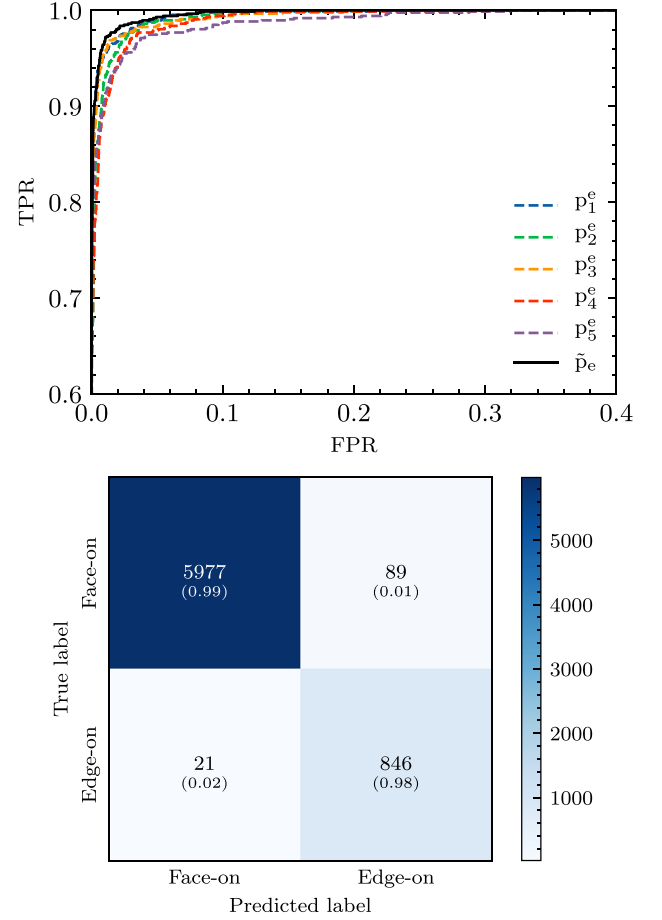 1.0
0.9
0.8
0.7
0.6
TPR
p₁ᵉ
p₂ᵉ
p₃ᵉ
p₄ᵉ
p₅ᵉ
p̃ₑ
0.0 0.1 0.2 0.3 0.4
FPR
Face-on
Edge-on
True label
5977
(0.99)
89
(0.01)
21
(0.02)
846
(0.98)
Face-on Edge-on
Predicted label
5000
4000
3000
2000
1000